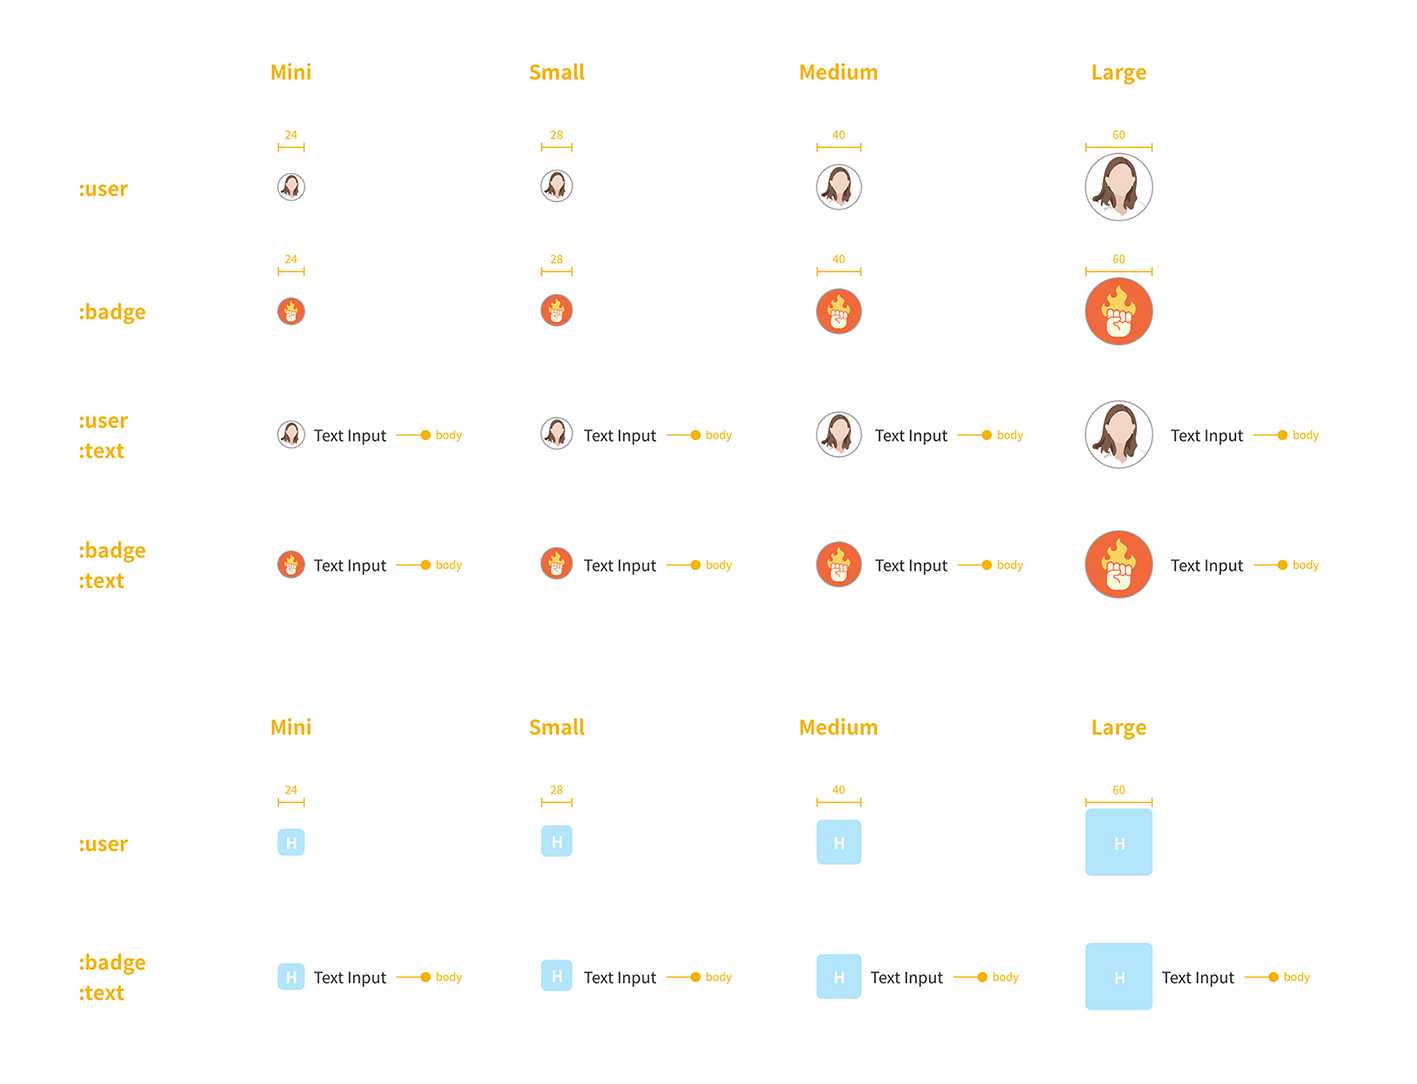 Mini Small Medium Large
24 28 40 60
:user
24 28 40 60
:badge
:user
:text
Text Input body Text Input body Text Input body Text Input body
:badge
:text
Text Input body Text Input body Text Input body Text Input body
Mini Small Medium Large
24 28 40 60
:user H H H H
:badge
:text
H Text Input body H Text Input body H Text Input body H Text Input body